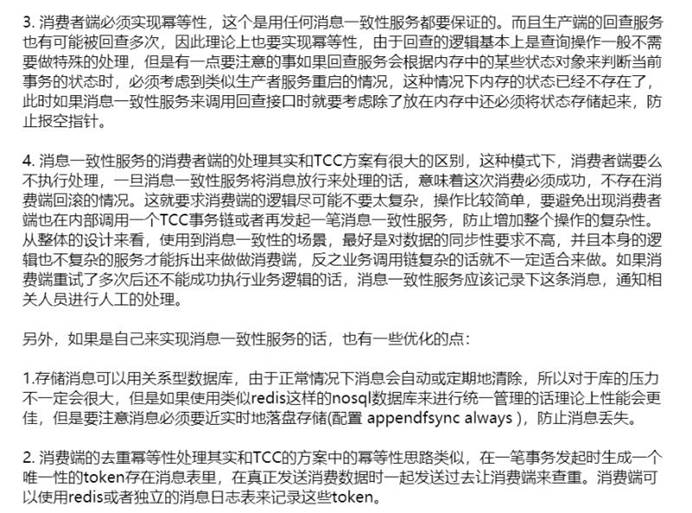 3. 消费者端必须实现幂等性，这个是用任何消息一致性服务都要保证的。而且生产端的回查服务
也有可能被回查多次，因此理论上也要实现幂等性，由于回查的逻辑基本上是查询操作一般不需
要做特殊的处理，但是有一点要注意的事如果回查服务会根据内存中的某些状态对象来判断当前
事务的状态时，必须考虑到类似生产者服务重启的情况，这种情况下内存的状态已经不存在了，
此时如果消息一致性服务来调用回查接口时就要考虑除了放在内存中还必须将状态存储起来，防
止报空指针。
4. 消息一致性服务的消费者端的处理其实和TCC方案有很大的区别，这种模式下，消费者端要么
不执行处理，一旦消息一致性服务将消息放行来处理的话，意味着这次消费必须成功，不存在消
费端回滚的情况。这就要求消费端的逻辑尽可能不要太复杂，操作比较简单，要避免出现消费者
端也在内部调用一个TCC事务链或者再发起一笔消息一致性服务，防止增加整个操作的复杂性。
从整体的设计来看，使用到消息一致性的场景，最好是对数据的同步性要求不高，并且本身的逻
辑也不复杂的服务才能拆出来做做消费端，反之业务调用链复杂的话就不一定适合来做。如果消
费端重试了多次后还不能成功执行业务逻辑的话，消息一致性服务应该记录下这条消息，通知相
关人员进行人工的处理。
另外，如果是自己来实现消息一致性服务的话，也有一些优化的点：
1.存储消息可以用关系型数据库，由于正常情况下消息会自动或定期地清除，所以对于库的压力
不一定会很大，但是如果使用类似redis这样的nosql数据库来进行统一管理的话理论上性能会更
佳，但是要注意消息必须要近实时地落盘存储(配置 appendfsync always )，防止消息丢失。
2. 消费端的去重幂等性处理其实和TCC的方案中的幂等性思路类似，在一笔事务发起时生成一个
唯一性的token存在消息表里，在真正发送消费数据时一起发送过去让消费端来查重。消费端可
以使用redis或者独立的消息日志表来记录这些token。